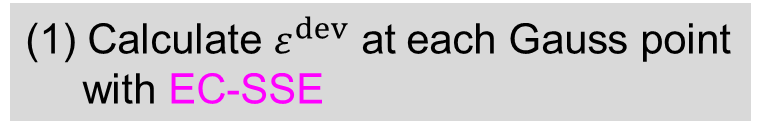 (1) Calculate ε^dev at each Gauss point
with EC-SSE